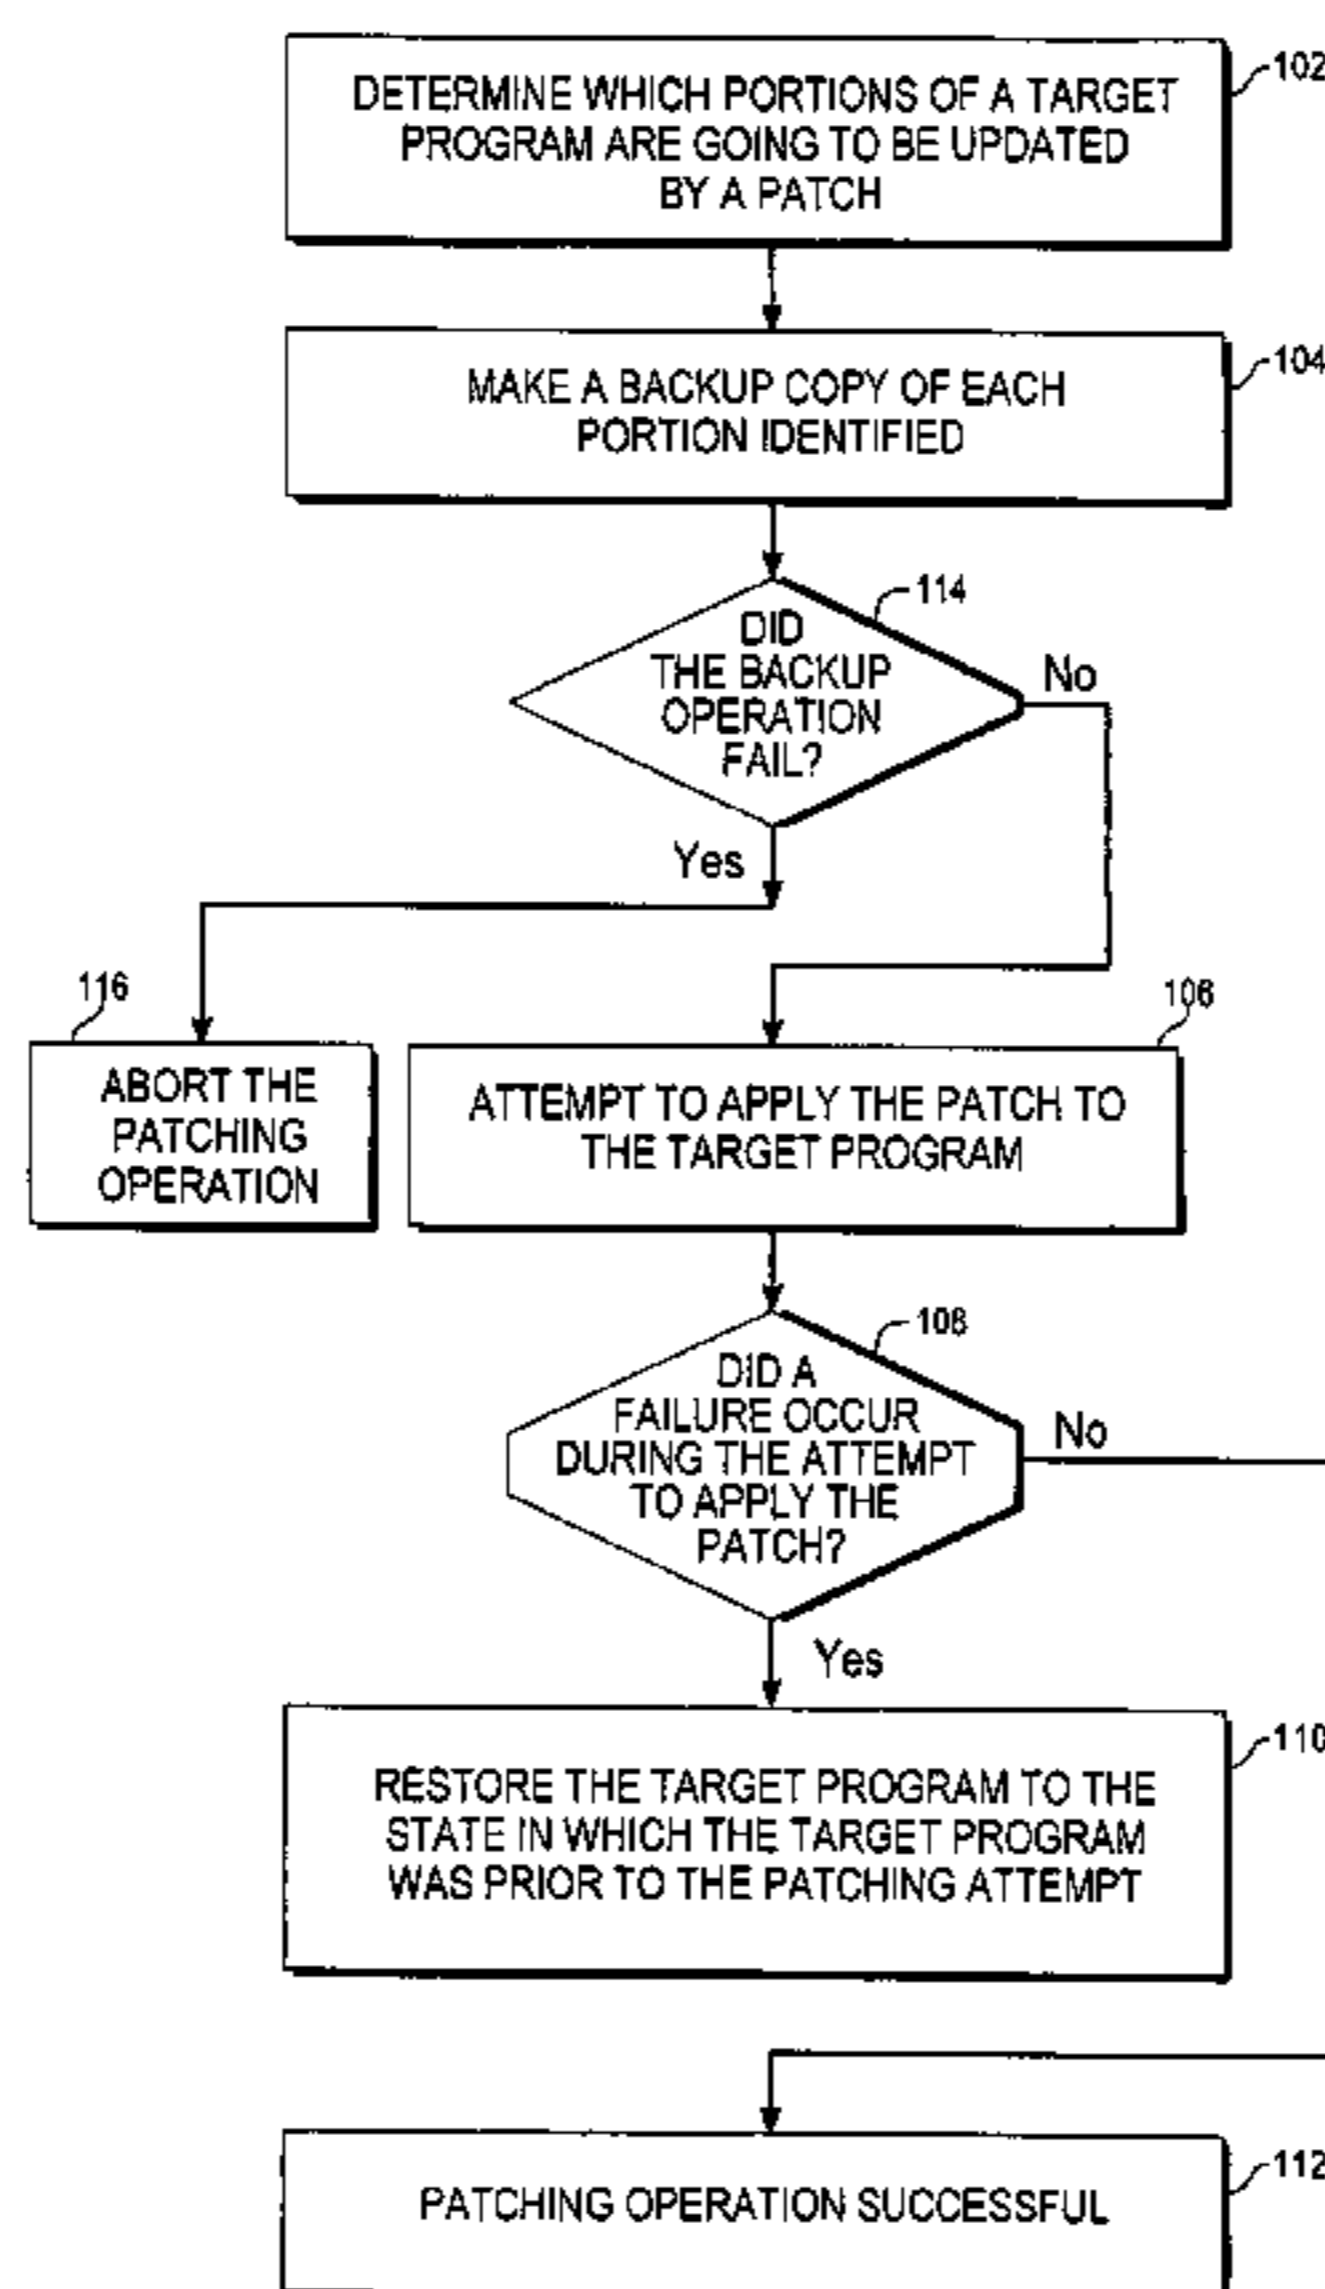 102
DETERMINE WHICH PORTIONS OF A TARGET
PROGRAM ARE GOING TO BE UPDATED
BY A PATCH
104
MAKE A BACKUP COPY OF EACH
PORTION IDENTIFIED
114
DID
THE BACKUP
OPERATION
FAIL?
No
Yes
116
ABORT THE
PATCHING
OPERATION
106
ATTEMPT TO APPLY THE PATCH TO
THE TARGET PROGRAM
108
DID A
FAILURE OCCUR
DURING THE ATTEMPT
TO APPLY THE
PATCH?
No
Yes
110
RESTORE THE TARGET PROGRAM TO THE
STATE IN WHICH THE TARGET PROGRAM
WAS PRIOR TO THE PATCHING ATTEMPT
112
PATCHING OPERATION SUCCESSFUL